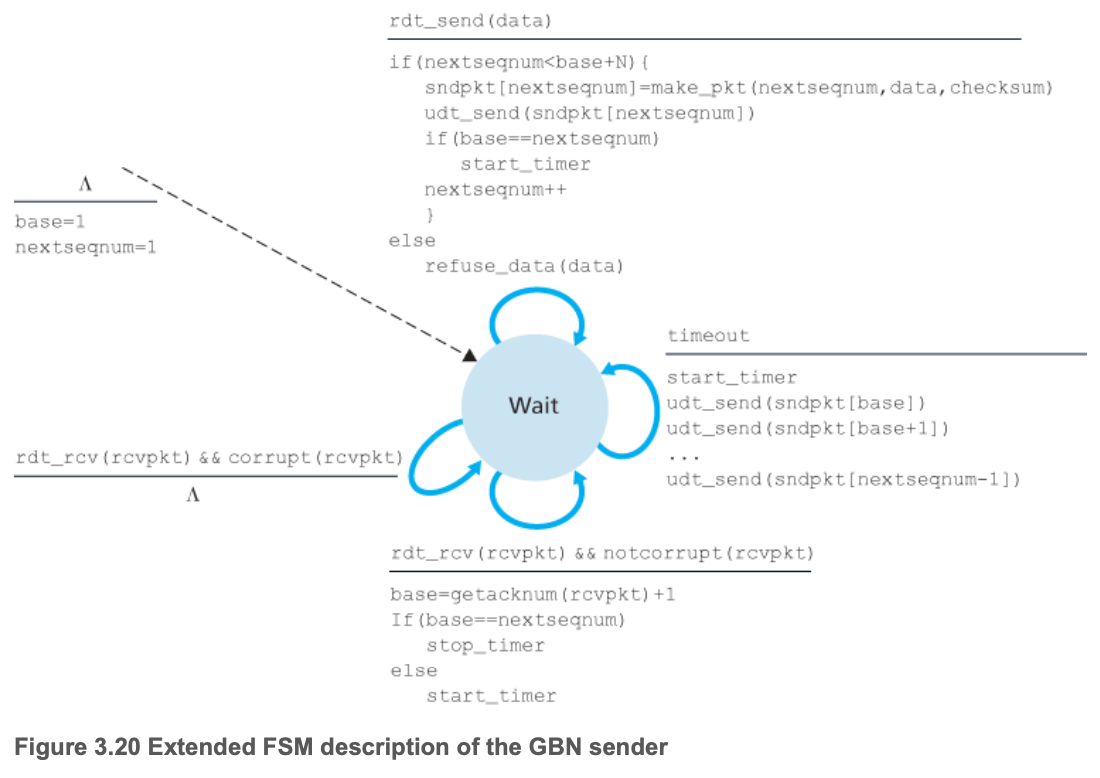 rdt_send(data)
if(nextseqnum<base+N){
sndpkt[nextseqnum]=make_pkt(nextseqnum,data,checksum)
udt_send(sndpkt[nextseqnum])
if(base==nextseqnum)
start_timer
nextseqnum++
}
else
refuse_data(data)
Λ
base=1
nextseqnum=1
Wait
timeout
start_timer
udt_send(sndpkt[base])
udt_send(sndpkt[base+1])
...
udt_send(sndpkt[nextseqnum-1])
rdt_rcv(rcvpkt) && corrupt(rcvpkt)
Λ
rdt_rcv(rcvpkt) && notcorrupt(rcvpkt)
base=getacknum(rcvpkt)+1
If(base==nextseqnum)
stop_timer
else
start_timer
Figure 3.20 Extended FSM description of the GBN sender